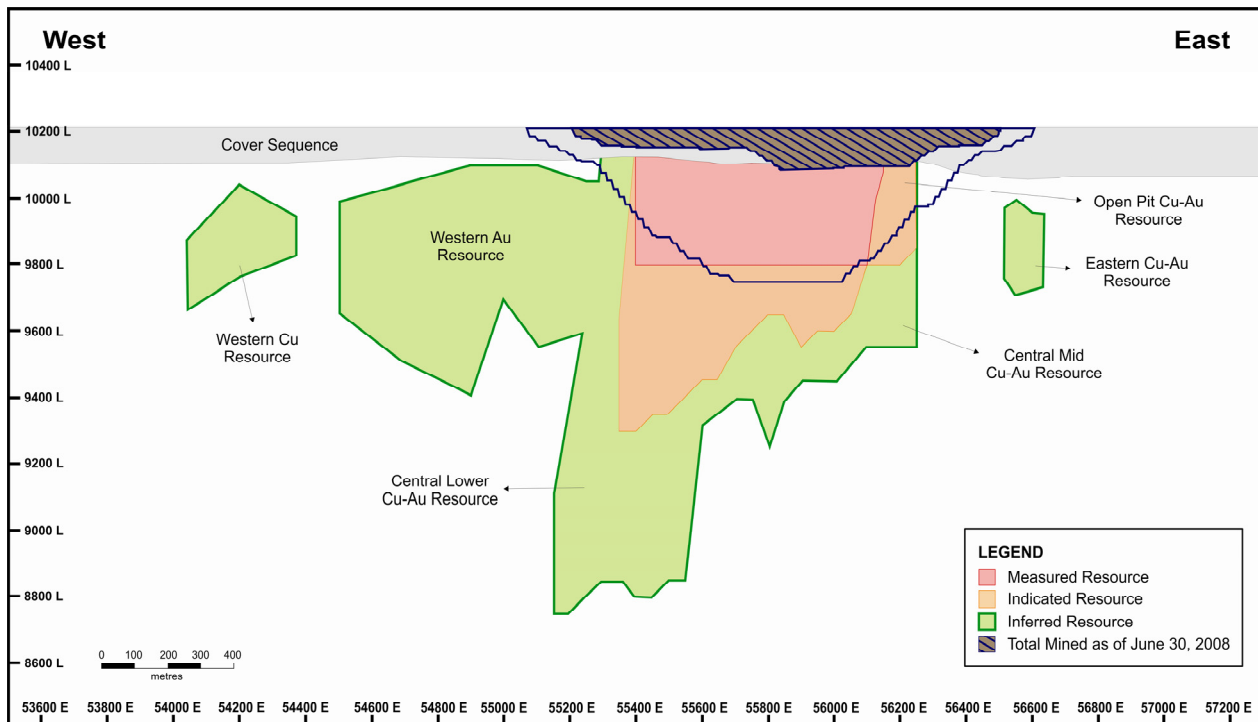 West
East
10400 L
10200 L
10000 L
9800 L
9600 L
9400 L
9200 L
9000 L
8800 L
8600 L
Cover Sequence
Western Au
Resource
Western Cu
Resource
Open Pit Cu-Au
Resource
Eastern Cu-Au
Resource
Central Mid
Cu-Au Resource
Central Lower
Cu-Au Resource
LEGEND
Measured Resource
Indicated Resource
Inferred Resource
Total Mined as of June 30, 2008
0 100 200 300 400
metres
53600 E 53800 E 54000 E 54200 E 54400 E 54600 E 54800 E 55000 E 55200 E 55400 E 55600 E 55800 E 56000 E 56200 E 56400 E 56600 E 56800 E 57000 E 57200 E